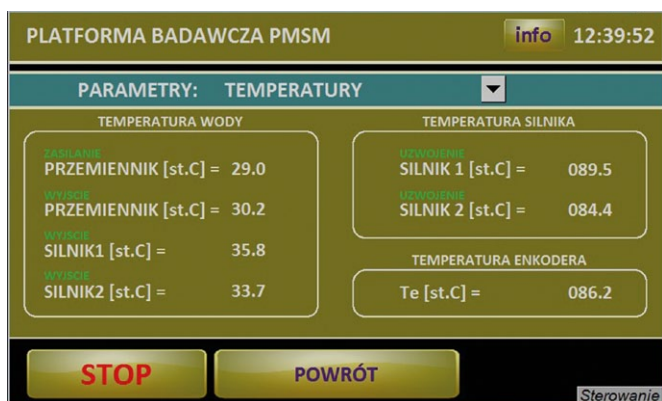 PLATFORMA BADAWCZA PMSM info 12:39:52
PARAMETRY: TEMPERATURY
TEMPERATURA WODY
ZASILANIE
PRZEMIENNIK [st.C] = 29.0
WYJSCIE
PRZEMIENNIK [st.C] = 30.2
WYJSCIE
SILNIK1 [st.C] = 35.8
WYJSCIE
SILNIK2 [st.C] = 33.7
TEMPERATURA SILNIKA
UZWOJENIE
SILNIK 1 [st.C] = 089.5
UZWOJENIE
SILNIK 2 [st.C] = 084.4
TEMPERATURA ENKODERA
Te [st.C] = 086.2
STOP POWRÓT
Sterowanie